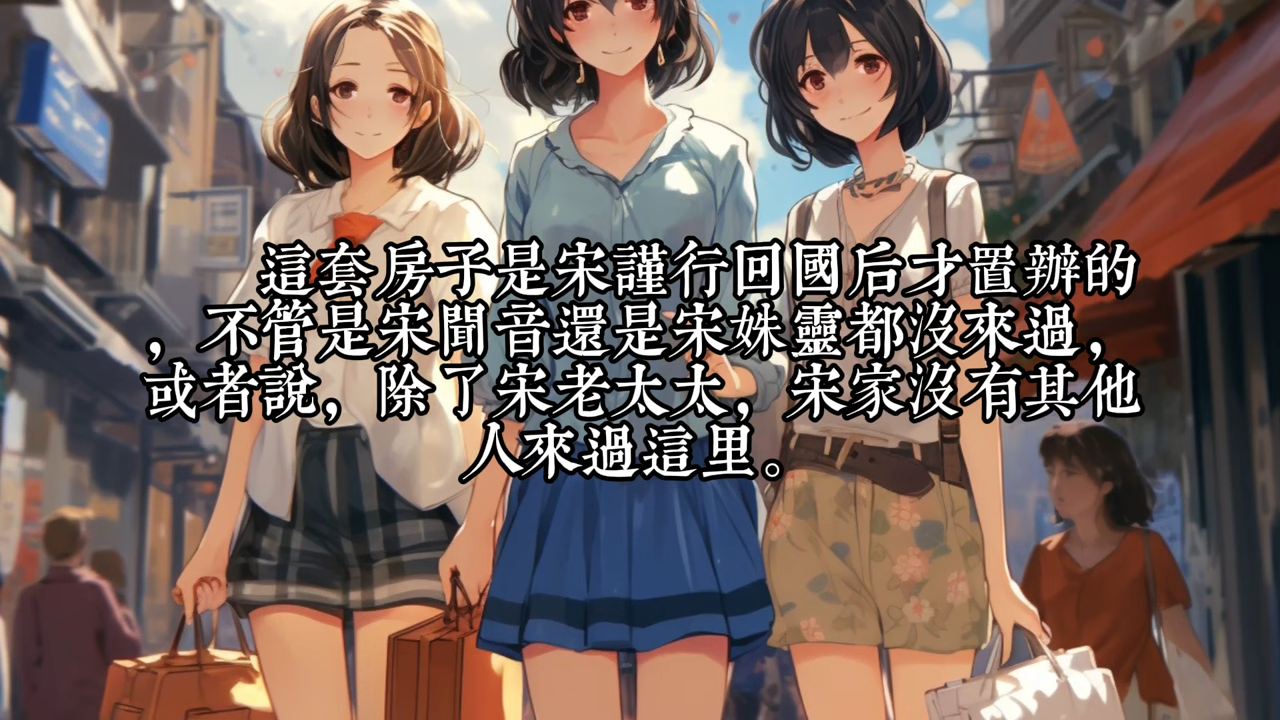 這套房子是宋謹行回國后才置辦的
，不管是宋聞音還是宋姝靈都沒來過，
或者說，除了宋老太太，宋家沒有其他
人來過這里。